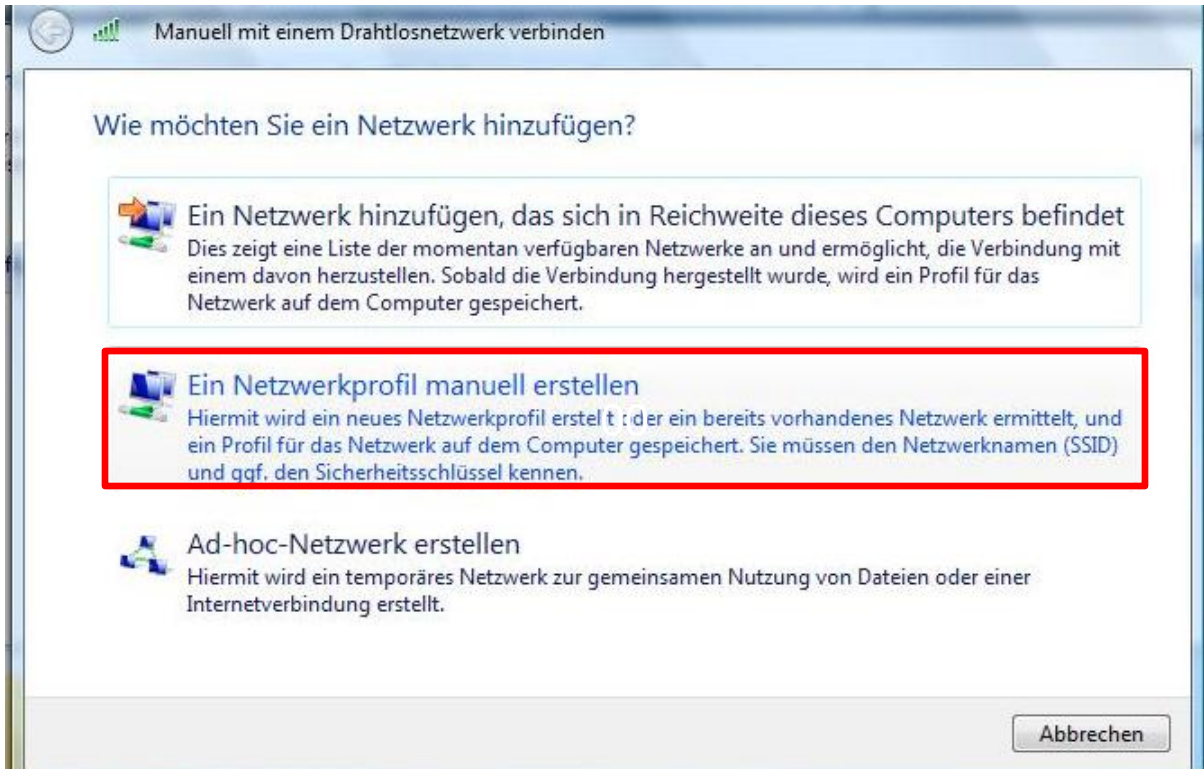 Manuell mit einem Drahtlosnetzwerk verbinden
Wie möchten Sie ein Netzwerk hinzufügen?
Ein Netzwerk hinzufügen, das sich in Reichweite dieses Computers befindet
Dies zeigt eine Liste der momentan verfügbaren Netzwerke an und ermöglicht, die Verbindung mit
einem davon herzustellen. Sobald die Verbindung hergestellt wurde, wird ein Profil für das
Netzwerk auf dem Computer gespeichert.
Ein Netzwerkprofil manuell erstellen
Hiermit wird ein neues Netzwerkprofil erstellt oder ein bereits vorhandenes Netzwerk ermittelt, und
ein Profil für das Netzwerk auf dem Computer gespeichert. Sie müssen den Netzwerknamen (SSID)
und ggf. den Sicherheitsschlüssel kennen.
Ad-hoc-Netzwerk erstellen
Hiermit wird ein temporäres Netzwerk zur gemeinsamen Nutzung von Dateien oder einer
Internetverbindung erstellt.
Abbrechen